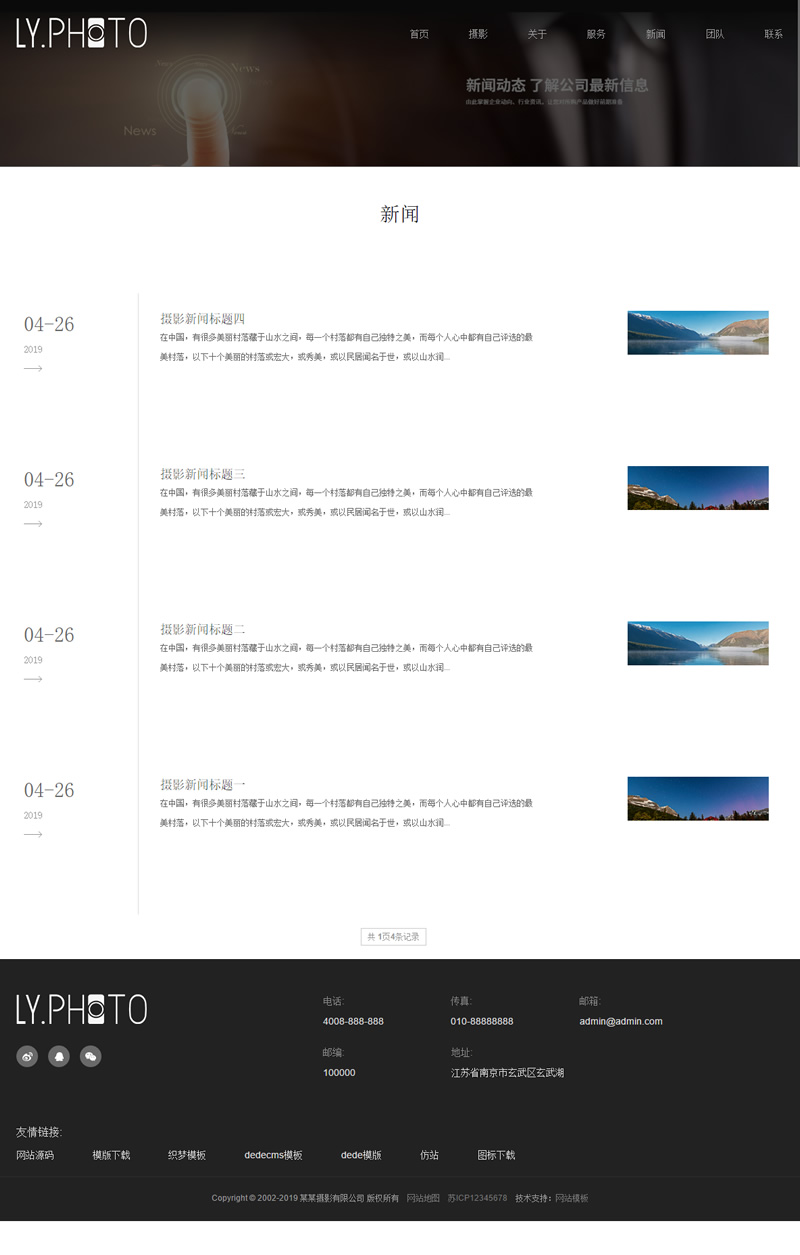 LY.PHOTO
首页 摄影 关于 服务 新闻 团队 联系
新闻动态 了解公司最新信息
News
News
新闻
04-26
2019
摄影新闻标题四
在中国，有很多美丽村落藏于山水之间，每一个村落都有自己独特之美，而每个人心中都有自己评选的最
美村落，以下十个美丽的村落或宏大，或秀美，或以民居闻名于世，或以山水润...
04-26
2019
摄影新闻标题三
在中国，有很多美丽村落藏于山水之间，每一个村落都有自己独特之美，而每个人心中都有自己评选的最
美村落，以下十个美丽的村落或宏大，或秀美，或以民居闻名于世，或以山水润...
04-26
2019
摄影新闻标题二
在中国，有很多美丽村落藏于山水之间，每一个村落都有自己独特之美，而每个人心中都有自己评选的最
美村落，以下十个美丽的村落或宏大，或秀美，或以民居闻名于世，或以山水润...
04-26
2019
摄影新闻标题一
在中国，有很多美丽村落藏于山水之间，每一个村落都有自己独特之美，而每个人心中都有自己评选的最
美村落，以下十个美丽的村落或宏大，或秀美，或以民居闻名于世，或以山水润...
共 1页4条记录
LY.PHOTO
电话: 传真: 邮箱:
4008-888-888 010-88888888 admin@admin.com
邮编: 地址:
100000 江苏省南京市玄武区玄武湖
友情链接:
网站源码 模版下载 织梦模板 dedecms模板 dede模版 仿站 图标下载
Copyright © 2002-2019 某某摄影有限公司 版权所有 网站地图 苏ICP12345678 技术支持：网站模板